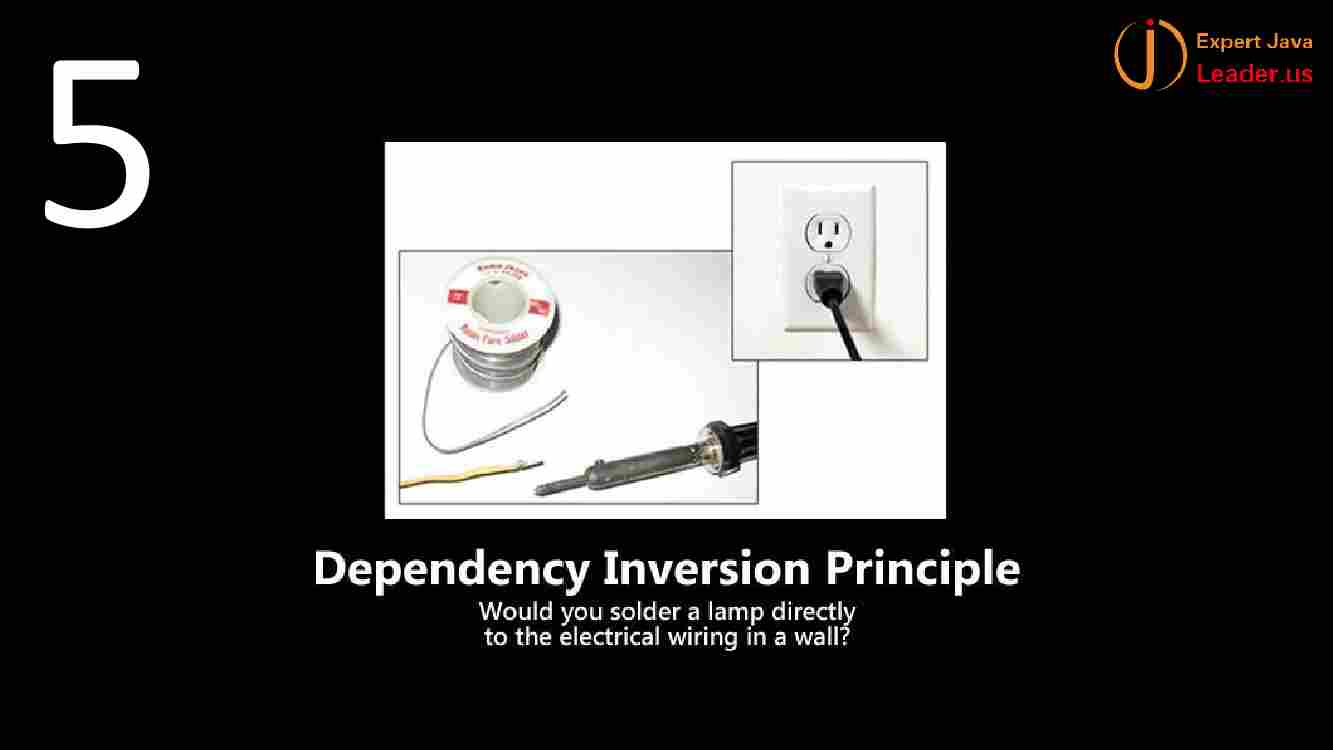 5
Expert Java
Leader.us
Dependency Inversion Principle
Would you solder a lamp directly
to the electrical wiring in a wall?